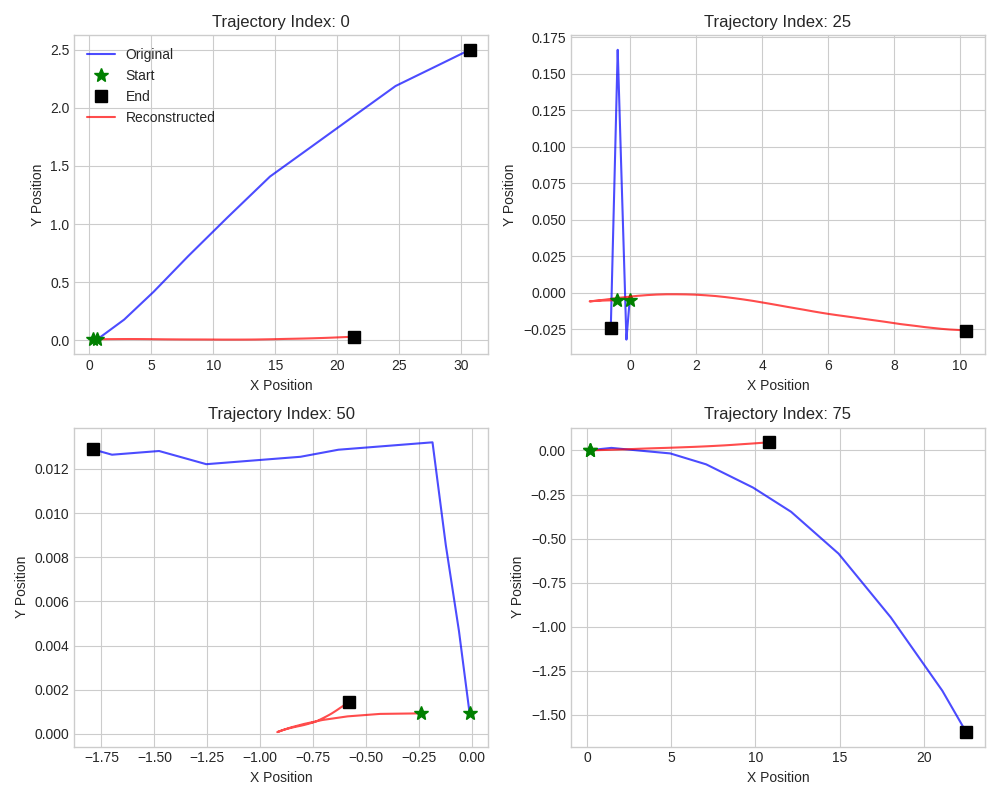 Trajectory Index: 0
2.5
2.0
1.5
1.0
0.5
0.0
Y Position
Original
Start
End
Reconstructed
0 5 10 15 20 25 30
X Position
Trajectory Index: 25
0.175
0.150
0.125
0.100
0.075
0.050
0.025
0.000
−0.025
Y Position
0 2 4 6 8 10
X Position
Trajectory Index: 50
0.012
0.010
0.008
0.006
0.004
0.002
0.000
Y Position
−1.75 −1.50 −1.25 −1.00 −0.75 −0.50 −0.25 0.00
X Position
Trajectory Index: 75
0.00
−0.25
−0.50
−0.75
−1.00
−1.25
−1.50
Y Position
0 5 10 15 20
X Position